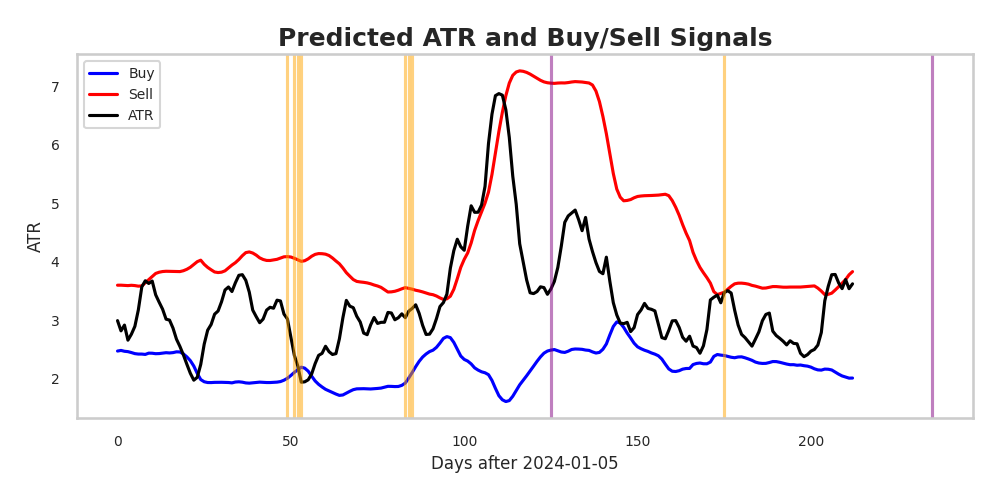 Predicted ATR and Buy/Sell Signals
Buy
Sell
ATR
7
6
5
4
3
2
ATR
0 50 100 150 200
Days after 2024-01-05